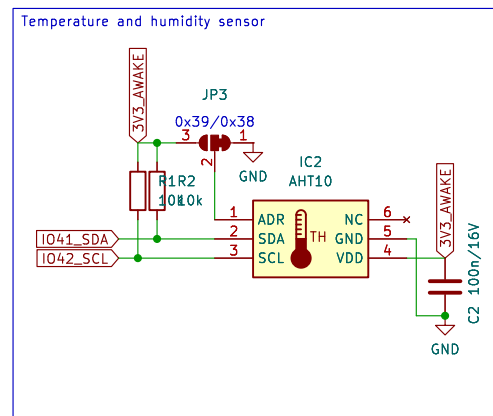 Temperature and humidity sensor
3V3_AWAKE
JP3
0x39/0x38
3
1
2
GND
R1
R2
10k
10k
IO41_SDA
IO42_SCL
IC2
AHT10
1
ADR
NC
6
2
SDA
TH
GND
5
3
SCL
VDD
4
3V3_AWAKE
C2
100n/16V
GND